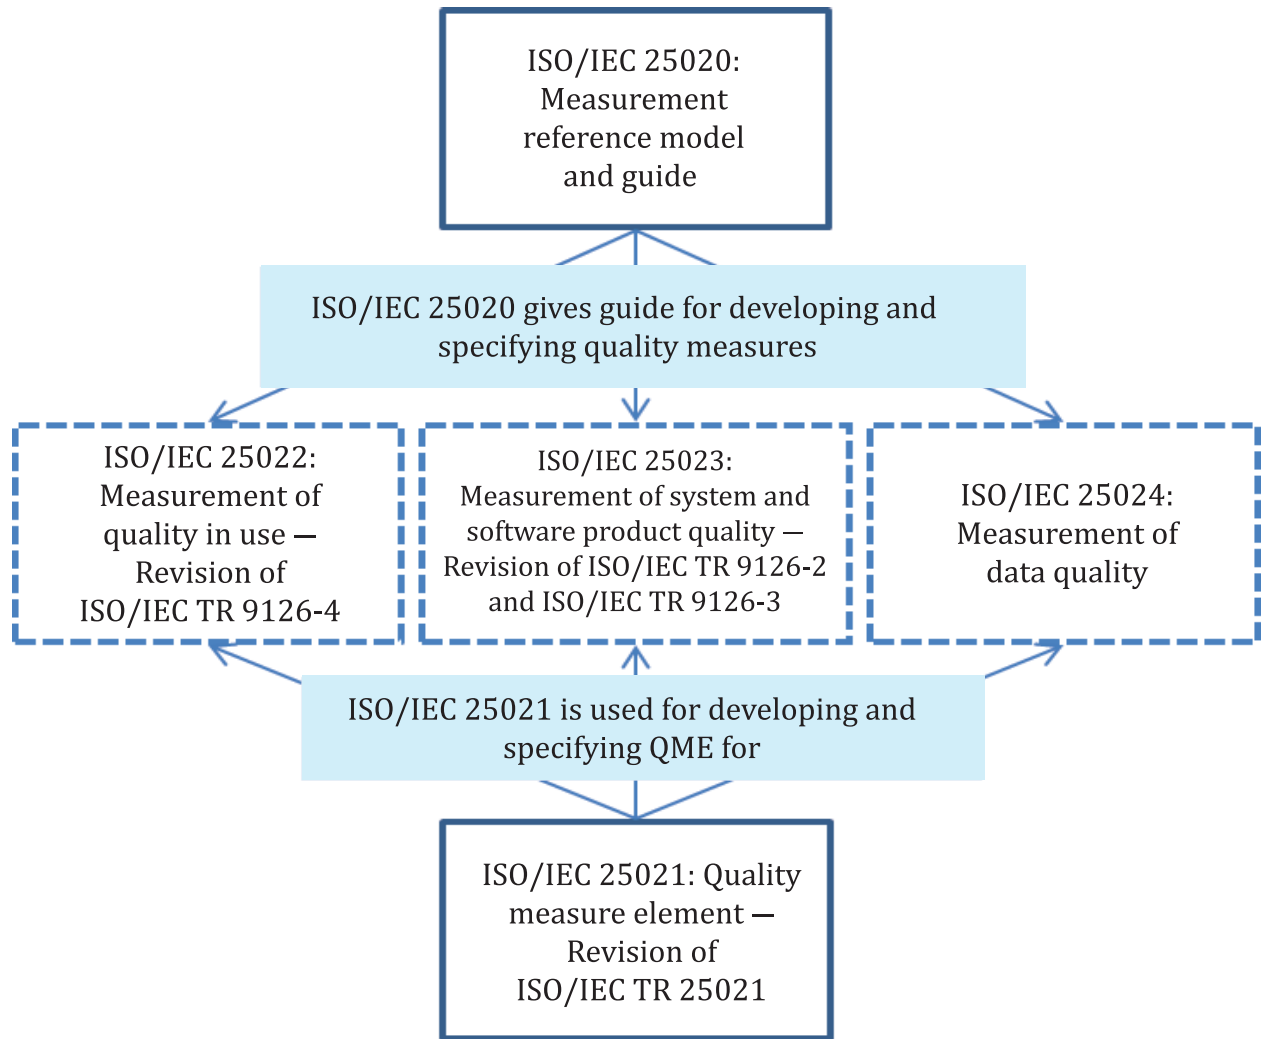 ISO/IEC 25020:
Measurement
reference model
and guide
ISO/IEC 25020 gives guide for developing and
specifying quality measures
ISO/IEC 25022:
Measurement of
quality in use —
Revision of
ISO/IEC TR 9126-4
ISO/IEC 25023:
Measurement of system and
software product quality —
Revision of ISO/IEC TR 9126-2
and ISO/IEC TR 9126-3
ISO/IEC 25024:
Measurement of
data quality
ISO/IEC 25021 is used for developing and
specifying QME for
ISO/IEC 25021: Quality
measure element —
Revision of
ISO/IEC TR 25021